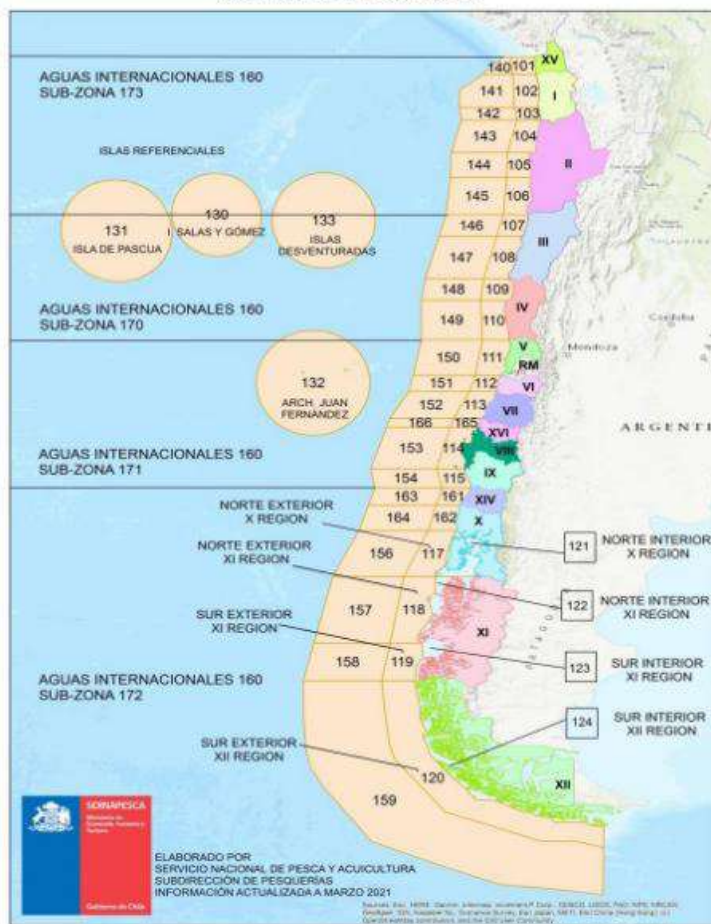 AGUAS INTERNACIONALES 160
SUB-ZONA 173
140 101 XV
141 102 I
142 103
143 104
ISLAS REFERENCIALES
144 105 II
145 106
131
ISLA DE PASCUA
130
I. SALAS Y GÓMEZ
133
ISLAS
DESVENTURADAS
146 107
147 108 III
148 109
AGUAS INTERNACIONALES 160
SUB-ZONA 170
149 110 IV
Cordoba
150 111 V
RM
Mendoza
132
ARCH. JUAN
FERNANDEZ
151 112 VI
152 113 VII
166 165 XVI
ARGENTI
153 114 VIII
AGUAS INTERNACIONALES 160
SUB-ZONA 171
154 115 IX
163 161 XIV
164 162 X
NORTE EXTERIOR
X REGION
156 117
121
NORTE INTERIOR
X REGION
NORTE EXTERIOR
XI REGION
157 118
122
NORTE INTERIOR
XI REGION
XI
SUR EXTERIOR
XI REGION
158 119
123
SUR INTERIOR
XI REGION
AGUAS INTERNACIONALES 160
SUB-ZONA 172
124
SUR INTERIOR
XII REGION
SUR EXTERIOR
XII REGION
120
XII
159
SERNAPESCA
Gobierno de Chile
ELABORADO POR
SERVICIO NACIONAL DE PESCA Y ACUICULTURA
SUBDIRECCIÓN DE PESQUERÍAS
INFORMACIÓN ACTUALIZADA A MARZO 2021